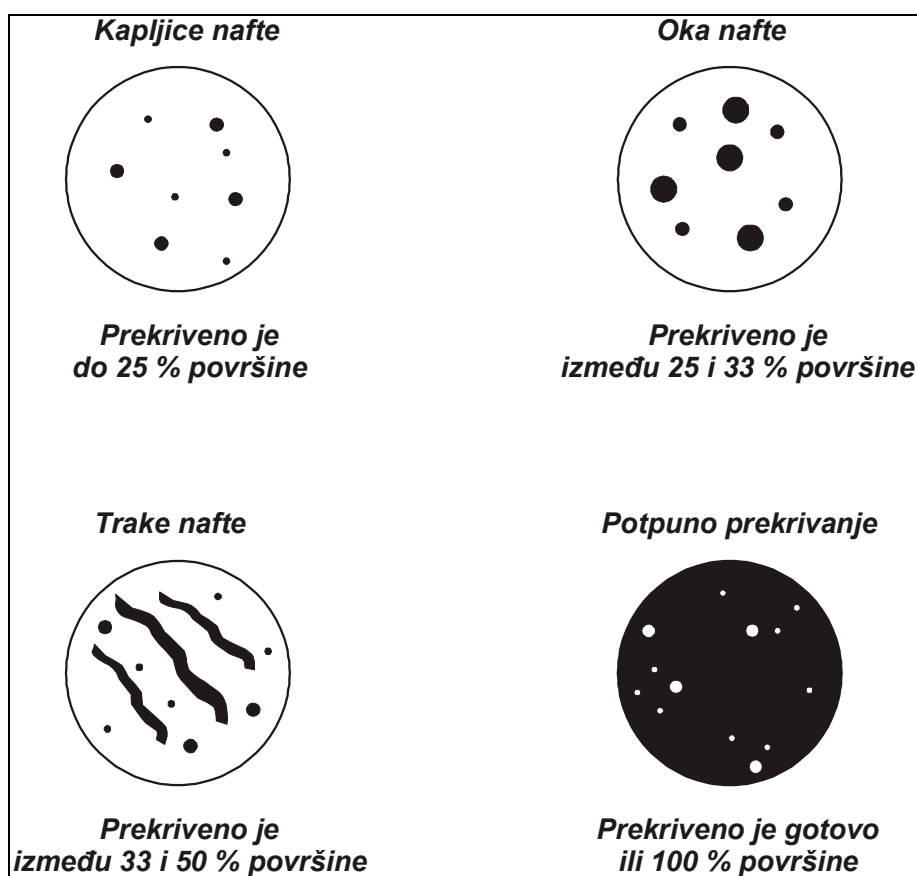 Kapljice nafte
Oka nafte
Prekriveno je
do 25 % površine
Prekriveno je
između 25 i 33 % površine
Trake nafte
Potpuno prekrivanje
Prekriveno je
između 33 i 50 % površine
Prekriveno je gotovo
ili 100 % površine